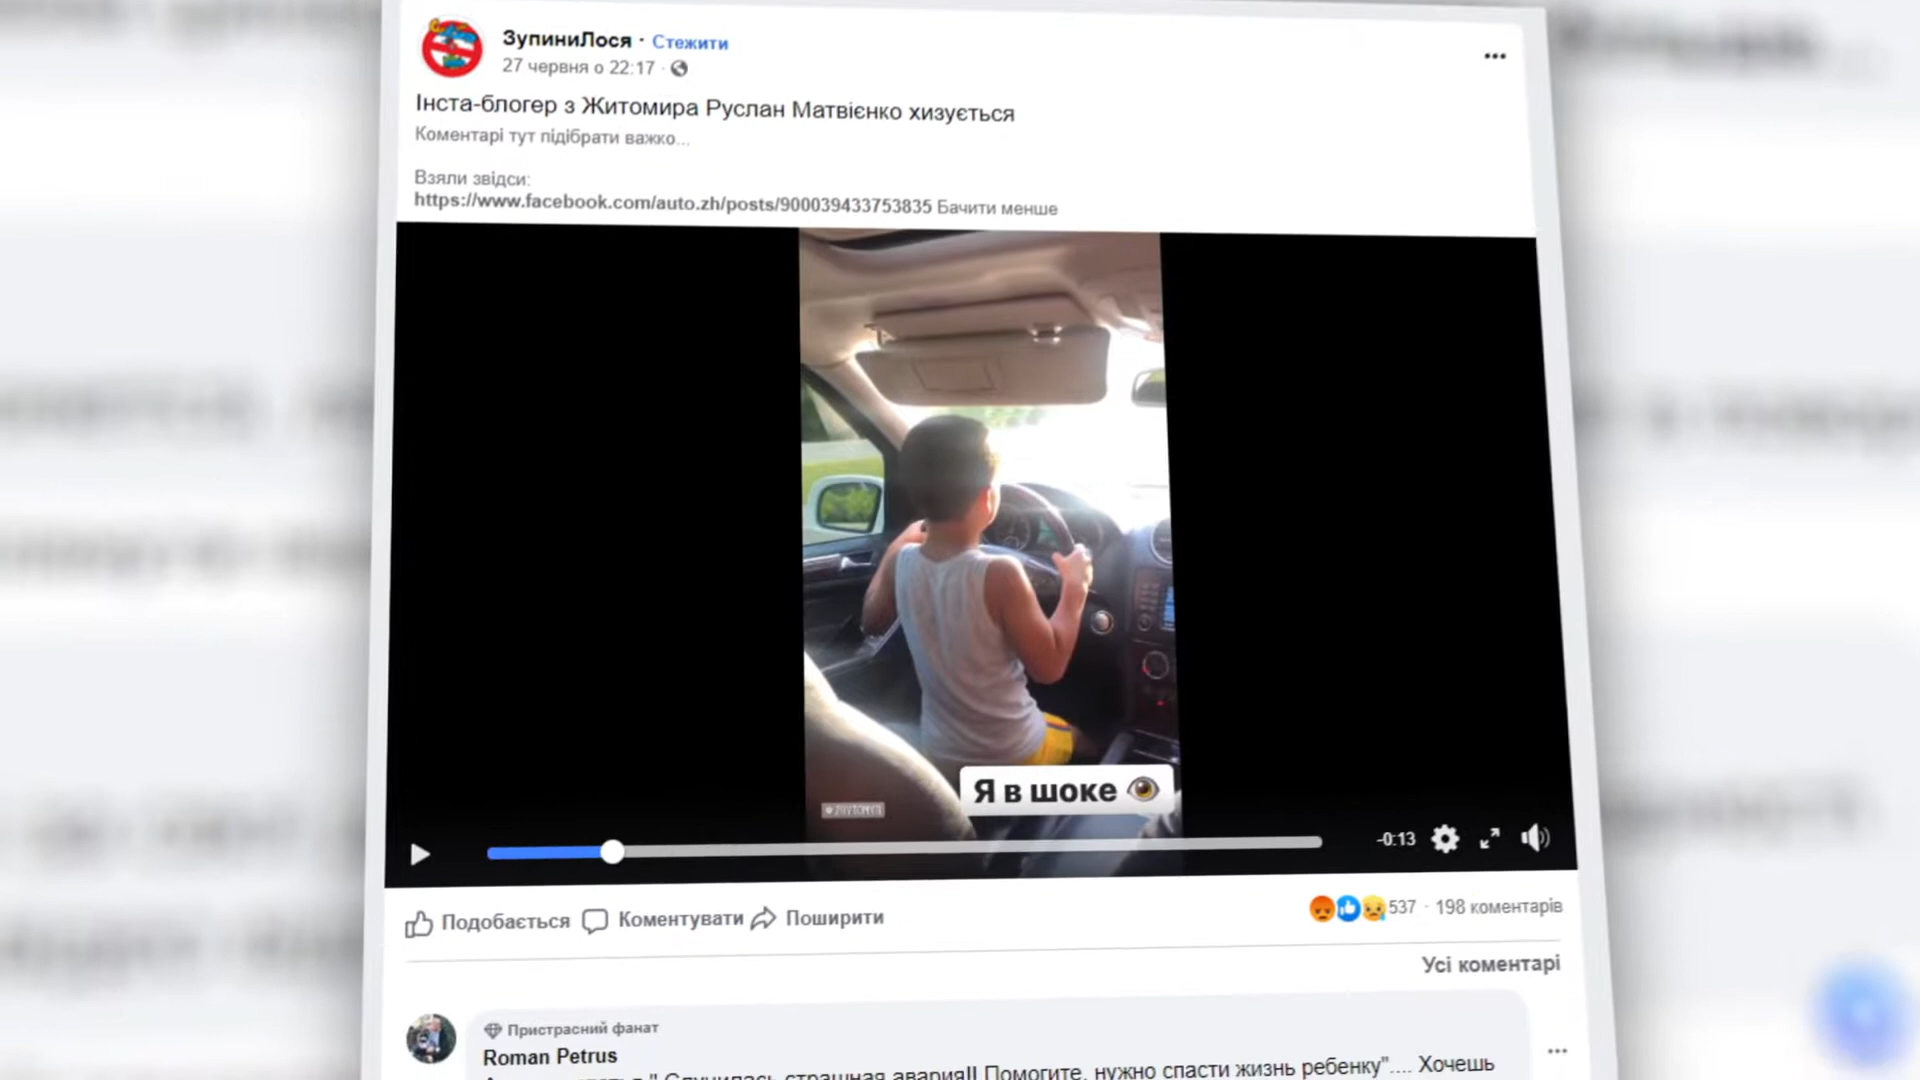 ЗупиниЛося · Стежити
27 червня о 22:17 ·
Інста-блогер з Житомира Руслан Матвієнко хизується
Коментарі тут підібрати важко...
Взяли звідси:
https://www.facebook.com/auto.zh/posts/900039433753835 Бачити менше
Я в шоке
-0:13
Подобається Коментувати Поширити
537 · 198 коментарів
Усі коментарі
Пристрасний фанат
Roman Petrus
" Случилась страшная авария!! Помогите, нужно спасти жизнь ребенку".... Хочешь